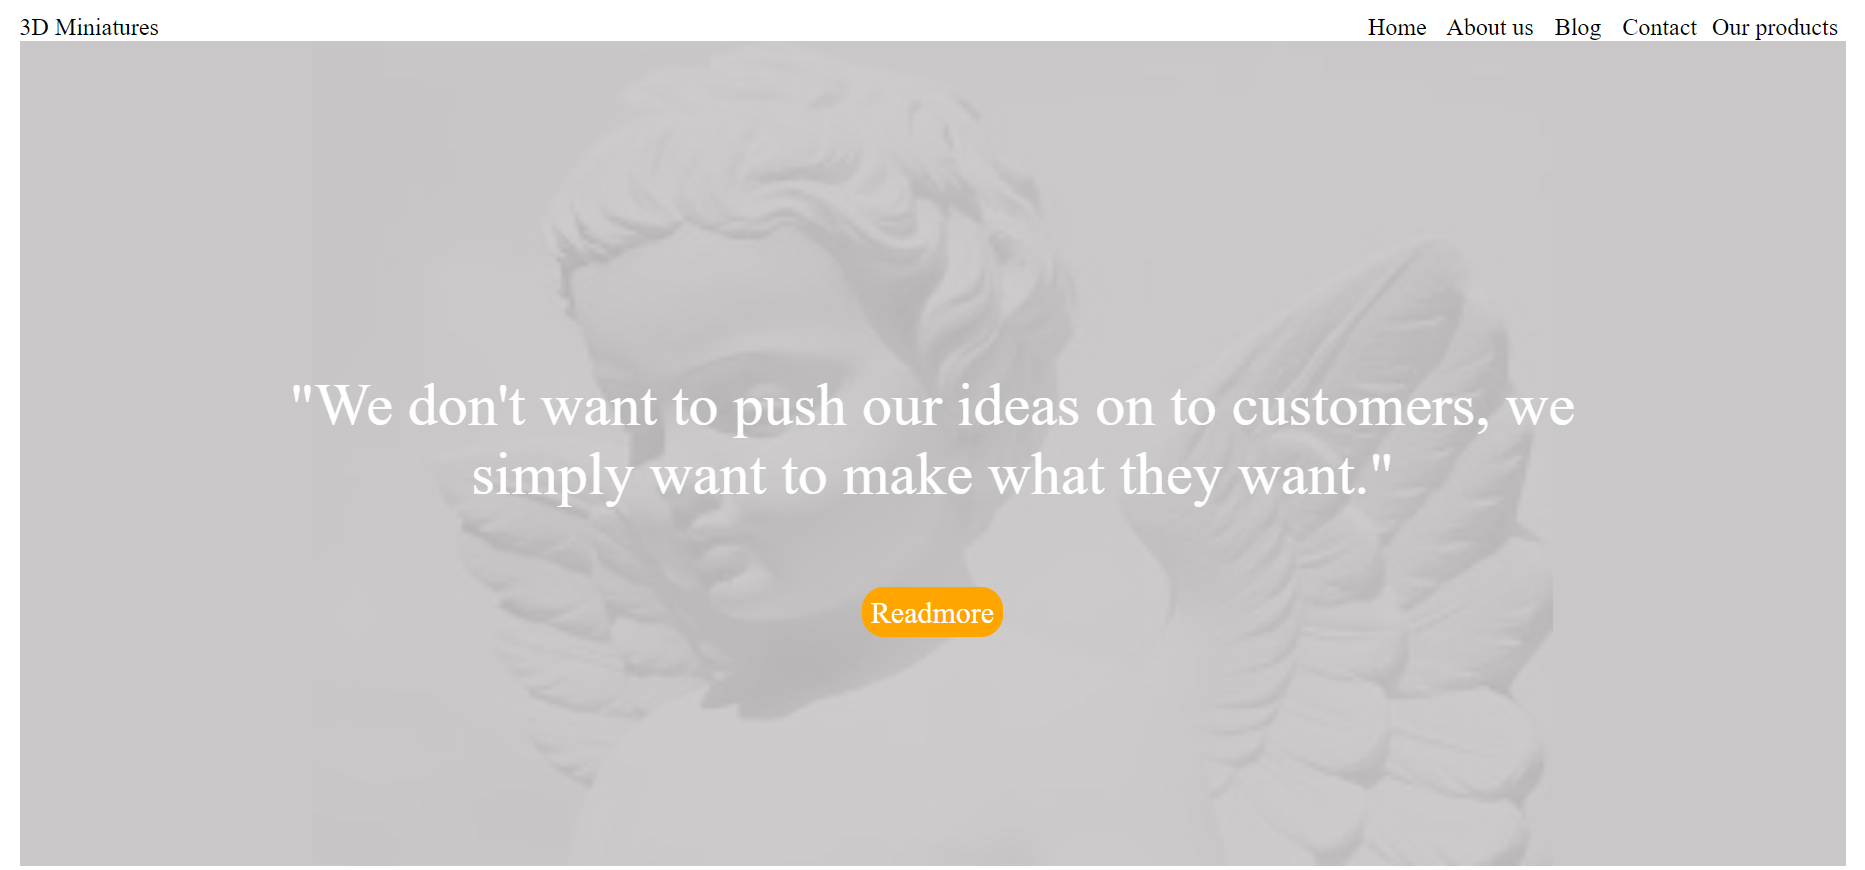 3D Miniatures Home About us Blog Contact Our products
"We don't want to push our ideas on to customers, we
simply want to make what they want."
Readmore